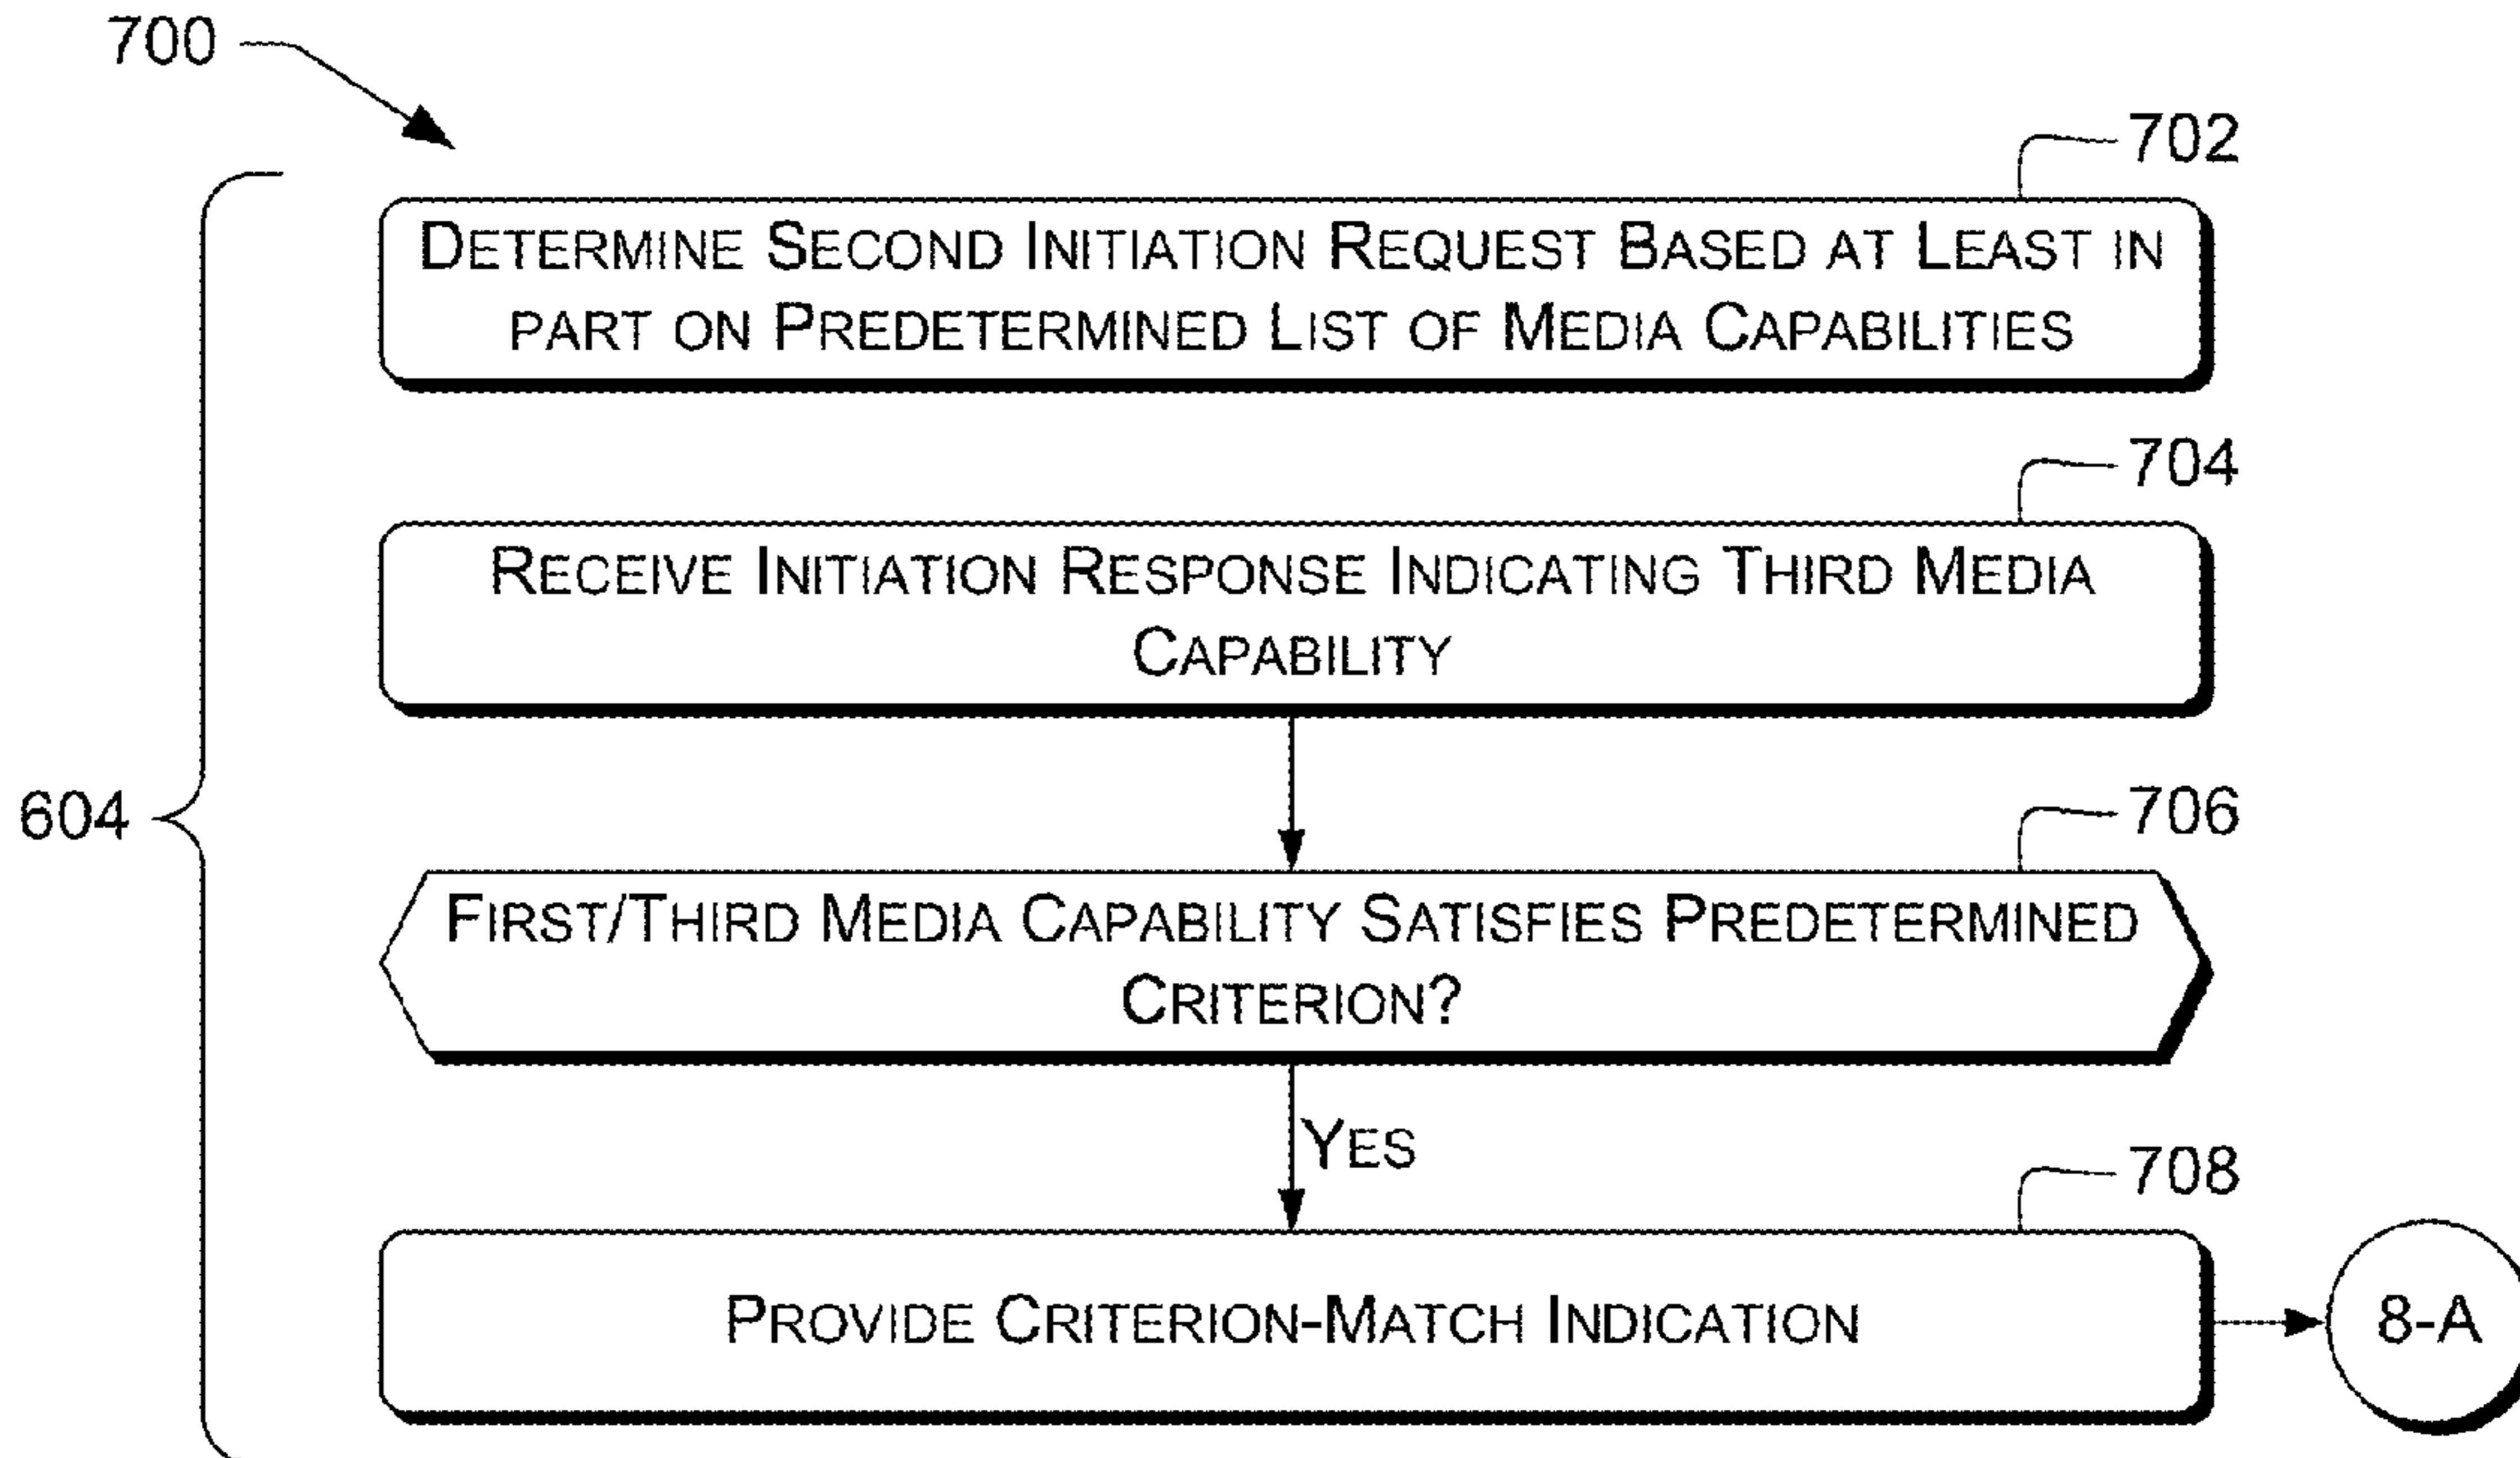 700
702
DETERMINE SECOND INITIATION REQUEST BASED AT LEAST IN
PART ON PREDETERMINED LIST OF MEDIA CAPABILITIES
704
RECEIVE INITIATION RESPONSE INDICATING THIRD MEDIA
CAPABILITY
604
706
FIRST/THIRD MEDIA CAPABILITY SATISFIES PREDETERMINED
CRITERION?
YES
708
PROVIDE CRITERION-MATCH INDICATION
8-A